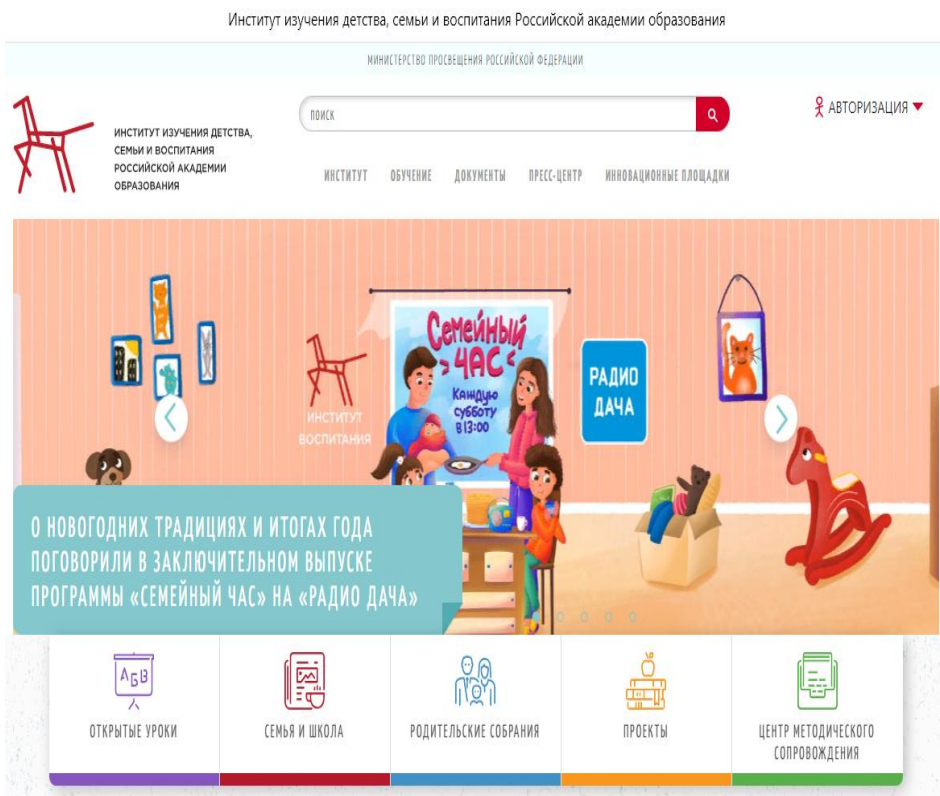 Институт изучения детства, семьи и воспитания Российской академии образования
МИНИСТЕРСТВО ПРОСВЕЩЕНИЯ РОССИЙСКОЙ ФЕДЕРАЦИИ
ПОИСК
АВТОРИЗАЦИЯ
ИНСТИТУТ ИЗУЧЕНИЯ ДЕТСТВА,
СЕМЬИ И ВОСПИТАНИЯ
РОССИЙСКОЙ АКАДЕМИИ
ОБРАЗОВАНИЯ
ИНСТИТУТ ОБУЧЕНИЕ ДОКУМЕНТЫ ПРЕСС-ЦЕНТР ИННОВАЦИОННЫЕ ПЛОЩАДКИ
Семейный
ЧАС
Каждую
субботу
в 13:00
ИНСТИТУТ
ВОСПИТАНИЯ
РАДИО
ДАЧА
О НОВОГОДНИХ ТРАДИЦИЯХ И ИТОГАХ ГОДА
ПОГОВОРИЛИ В ЗАКЛЮЧИТЕЛЬНОМ ВЫПУСКЕ
ПРОГРАММЫ «СЕМЕЙНЫЙ ЧАС» НА «РАДИО ДАЧА»
АБВ
ОТКРЫТЫЕ УРОКИ
СЕМЬЯ И ШКОЛА
РОДИТЕЛЬСКИЕ СОБРАНИЯ
ПРОЕКТЫ
ЦЕНТР МЕТОДИЧЕСКОГО
СОПРОВОЖДЕНИЯ